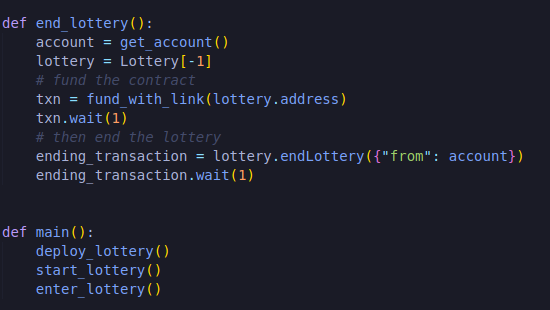 def end_lottery():
    account = get_account()
    lottery = Lottery[-1]
    # fund the contract
    txn = fund_with_link(lottery.address)
    txn.wait(1)
    # then end the lottery
    ending_transaction = lottery.endLottery({"from": account})
    ending_transaction.wait(1)
def main():
    deploy_lottery()
    start_lottery()
    enter_lottery()